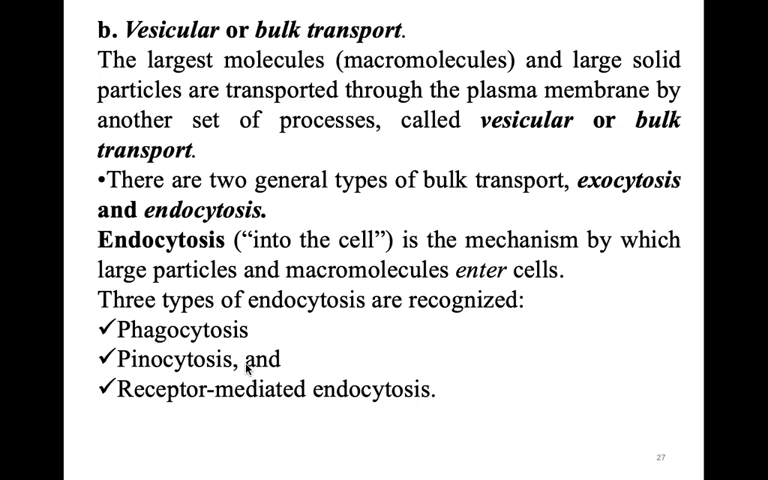 b. Vesicular or bulk transport.
The largest molecules (macromolecules) and large solid
particles are transported through the plasma membrane by
another set of processes, called vesicular or bulk
transport.
•There are two general types of bulk transport, exocytosis
and endocytosis.
Endocytosis (“into the cell”) is the mechanism by which
large particles and macromolecules enter cells.
Three types of endocytosis are recognized:
✓Phagocytosis
✓Pinocytosis, and
✓Receptor-mediated endocytosis.
27